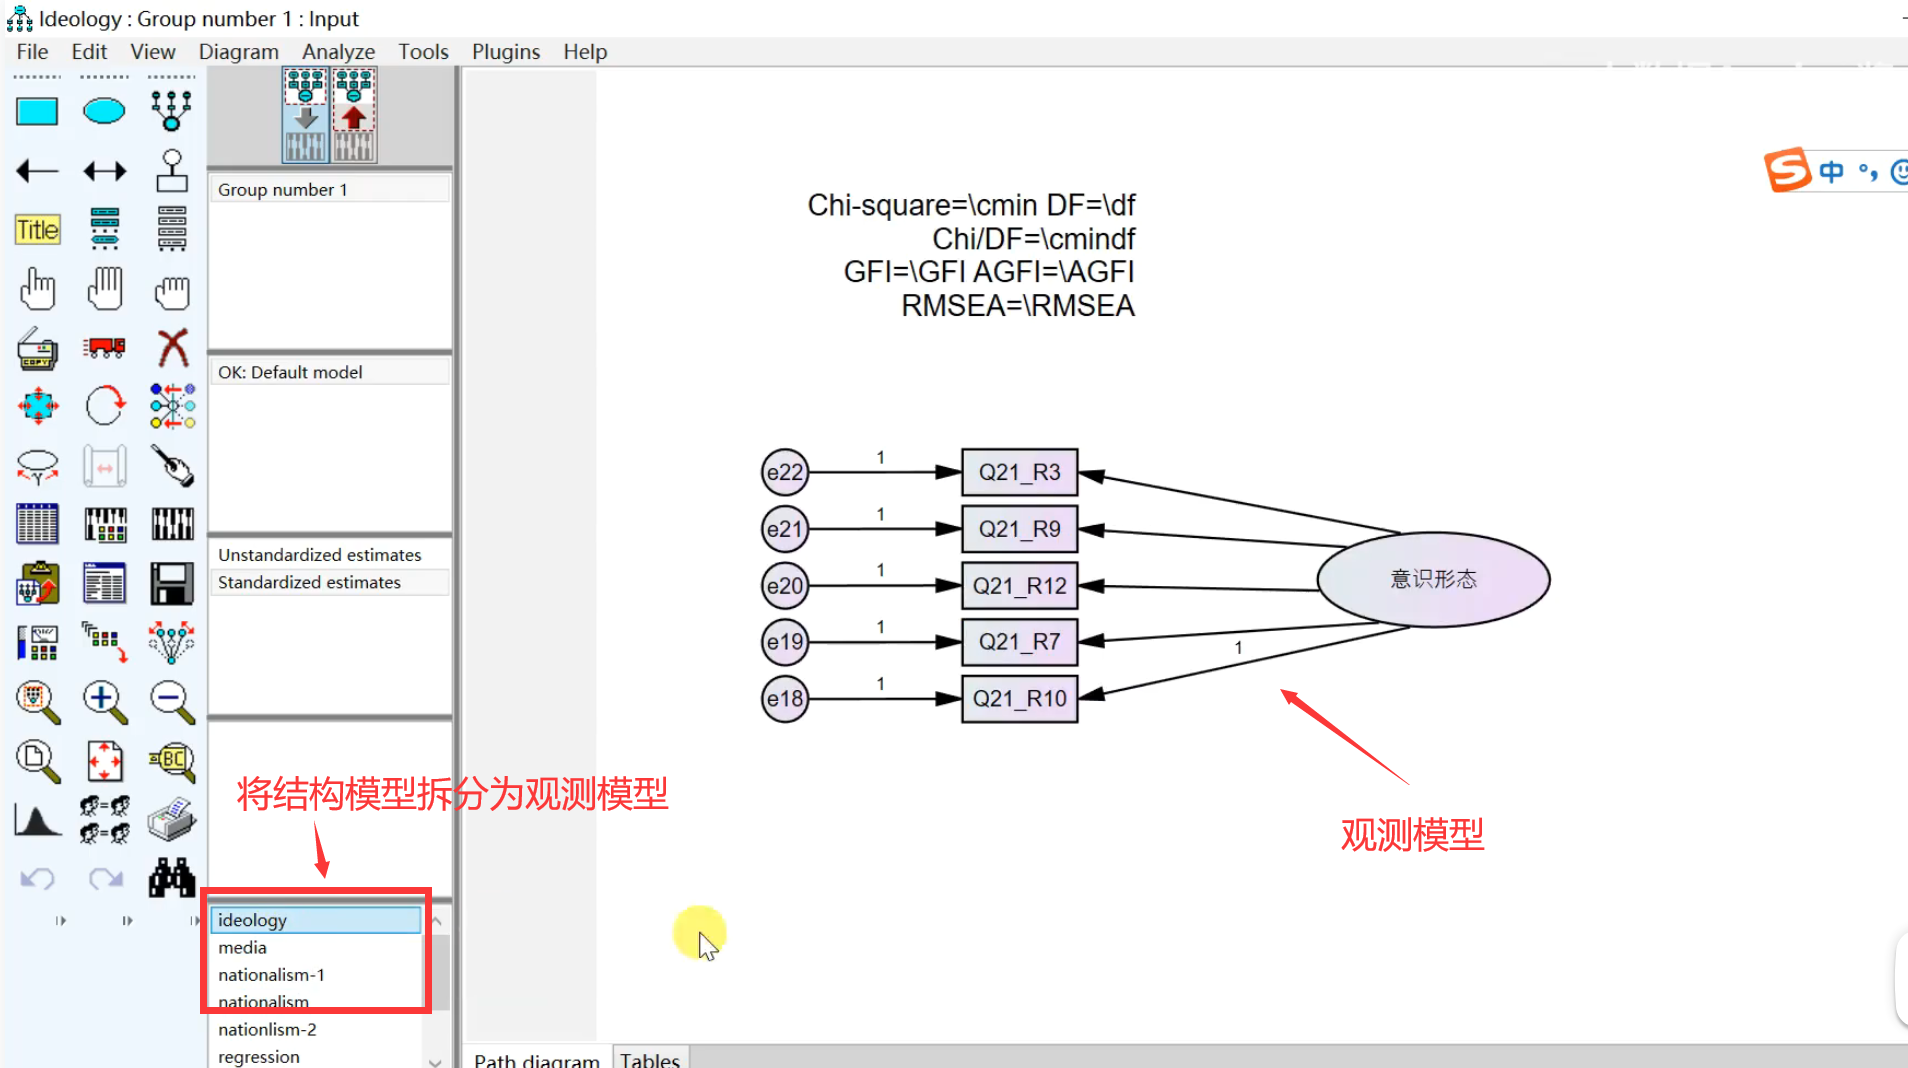 Ideology : Group number 1 : Input
File Edit View Diagram Analyze Tools Plugins Help
Title
COPY
BC
Group number 1
OK: Default model
Unstandardized estimates
Standardized estimates
将结构模型拆分为观测模型
ideology
media
nationalism-1
nationalism
nationlism-2
regression
Chi-square=\cmin DF=\df
Chi/DF=\cmindf
GFI=\GFI AGFI=\AGFI
RMSEA=\RMSEA
S 中 °,
e22 1 Q21_R3
e21 1 Q21_R9
e20 1 Q21_R12
意识形态
e19 1 Q21_R7
1
e18 1 Q21_R10
观测模型
Path diagram Tables